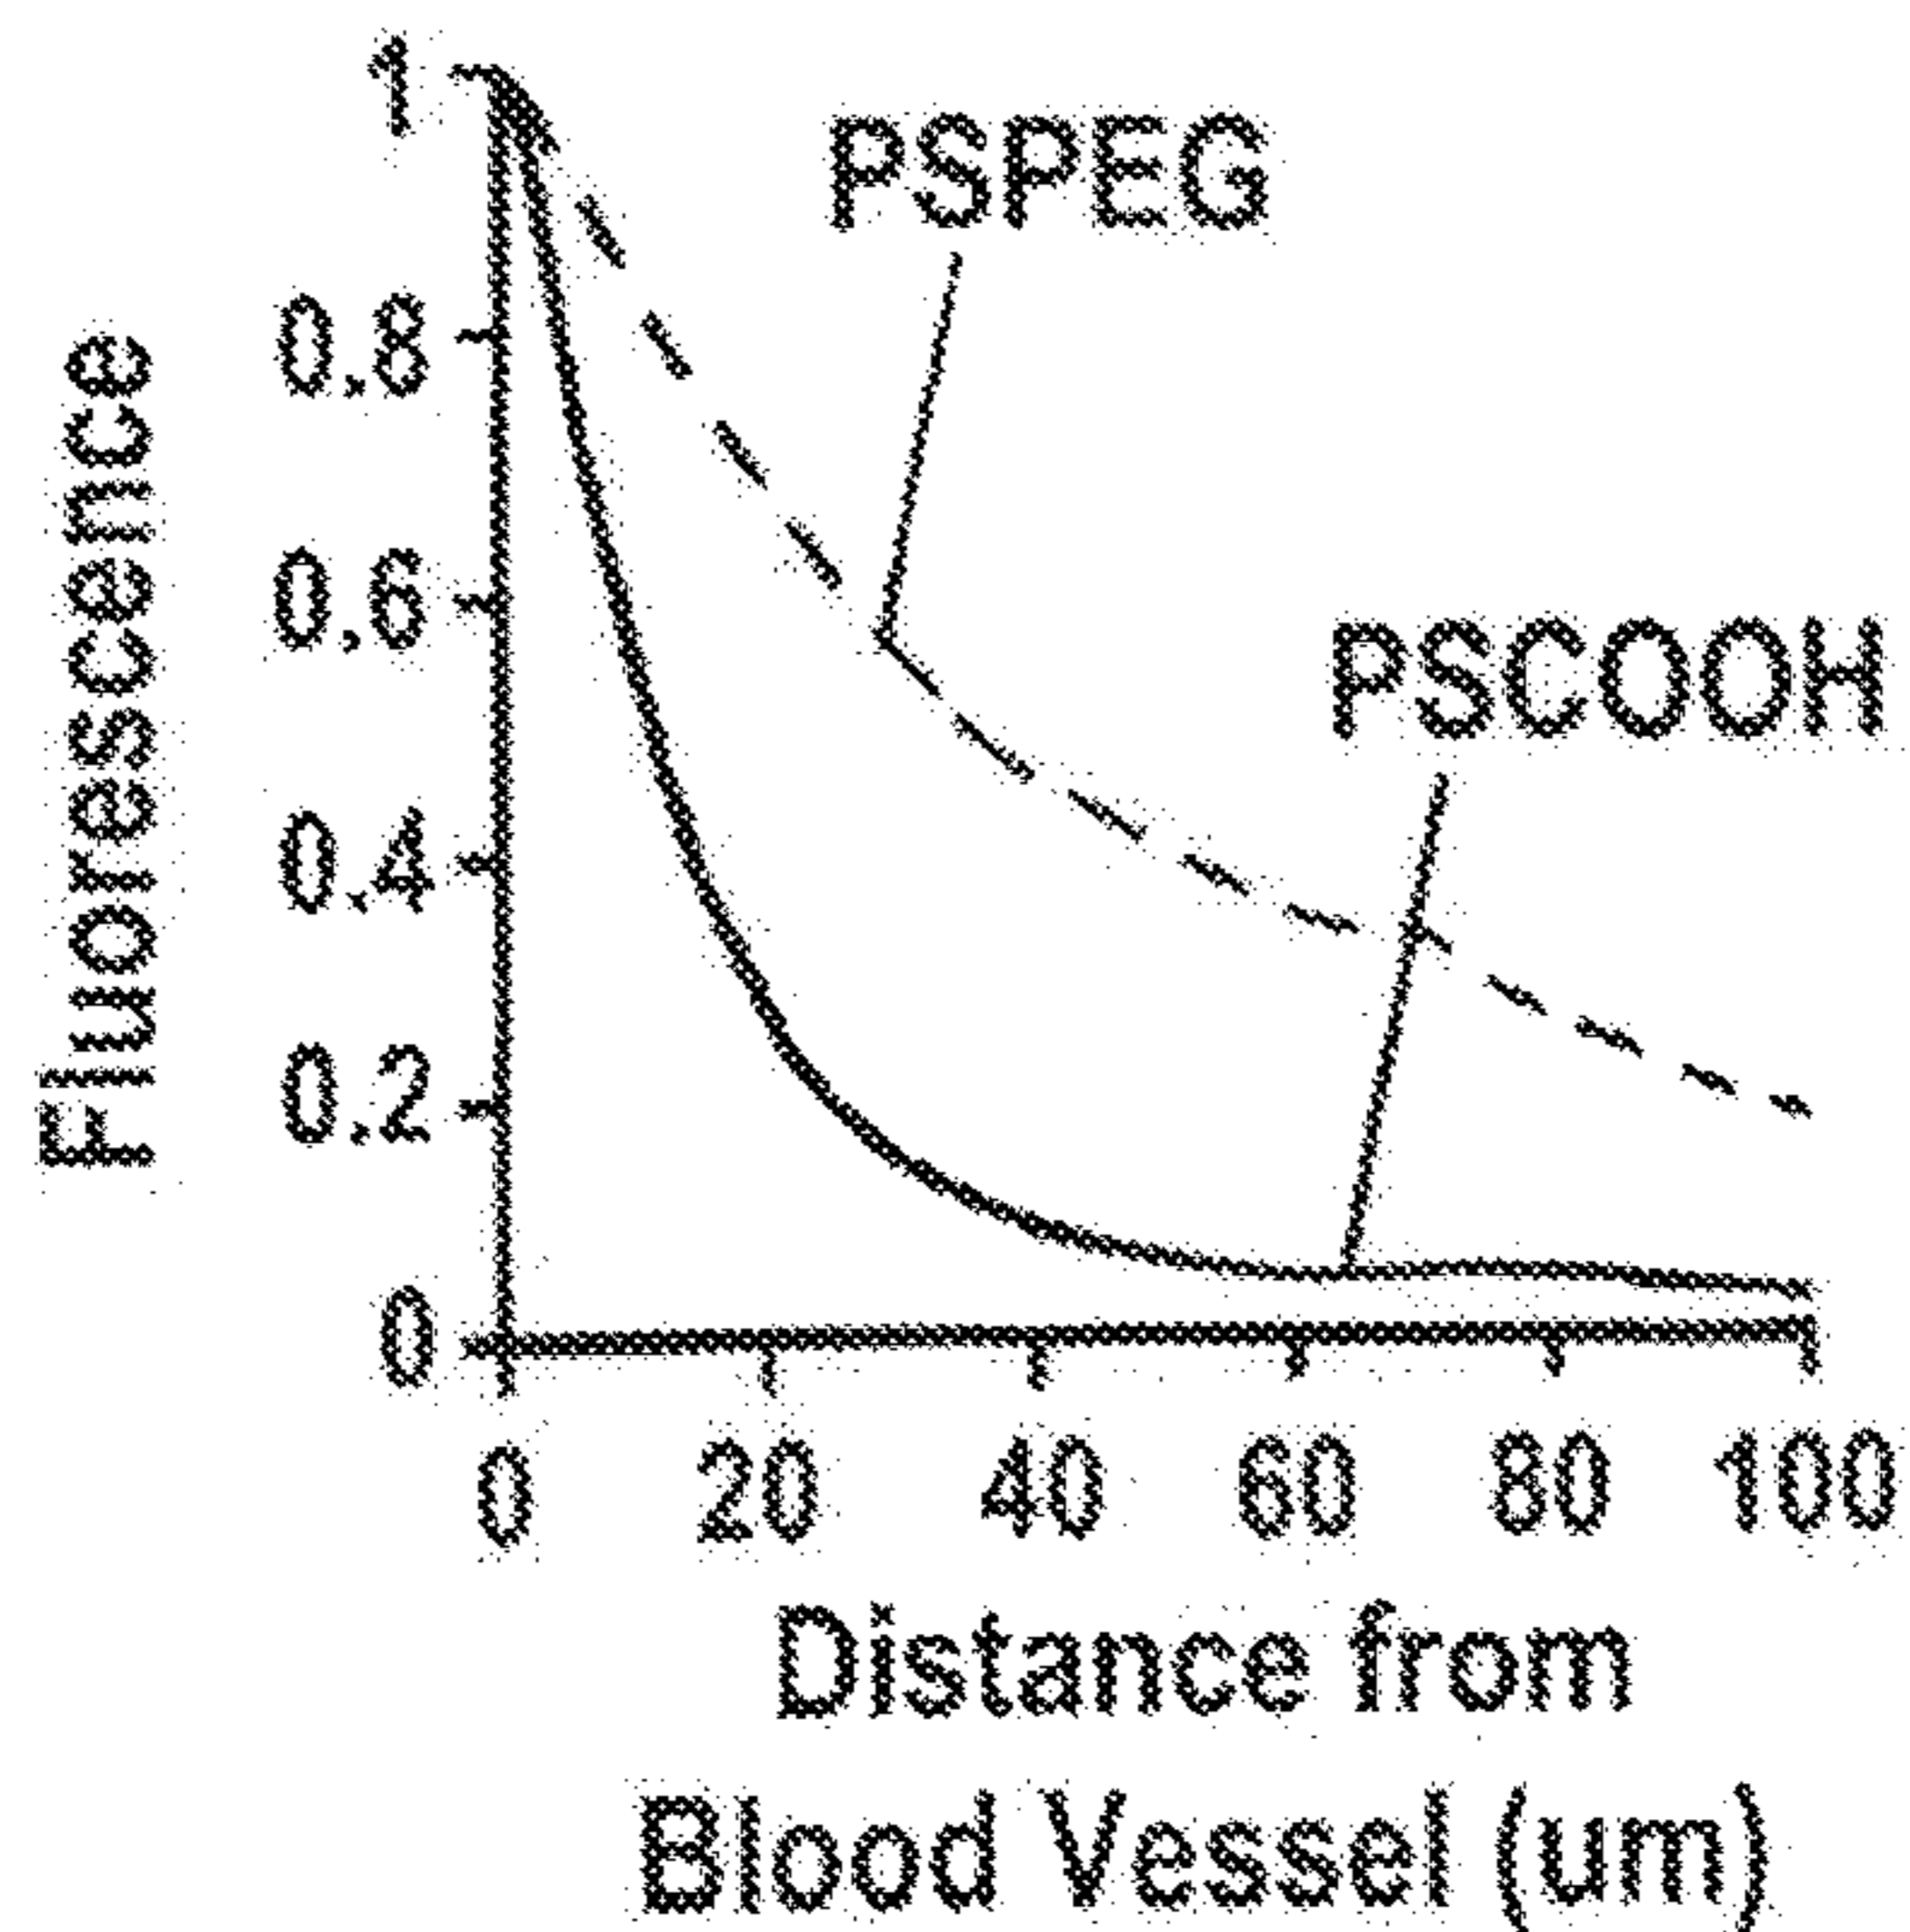 1
PSPEG
0.8
0.6
PSCOOH
0.4
0.2
0
Fluorescence
0 20 40 60 80 100
Distance from
Blood Vessel (um)